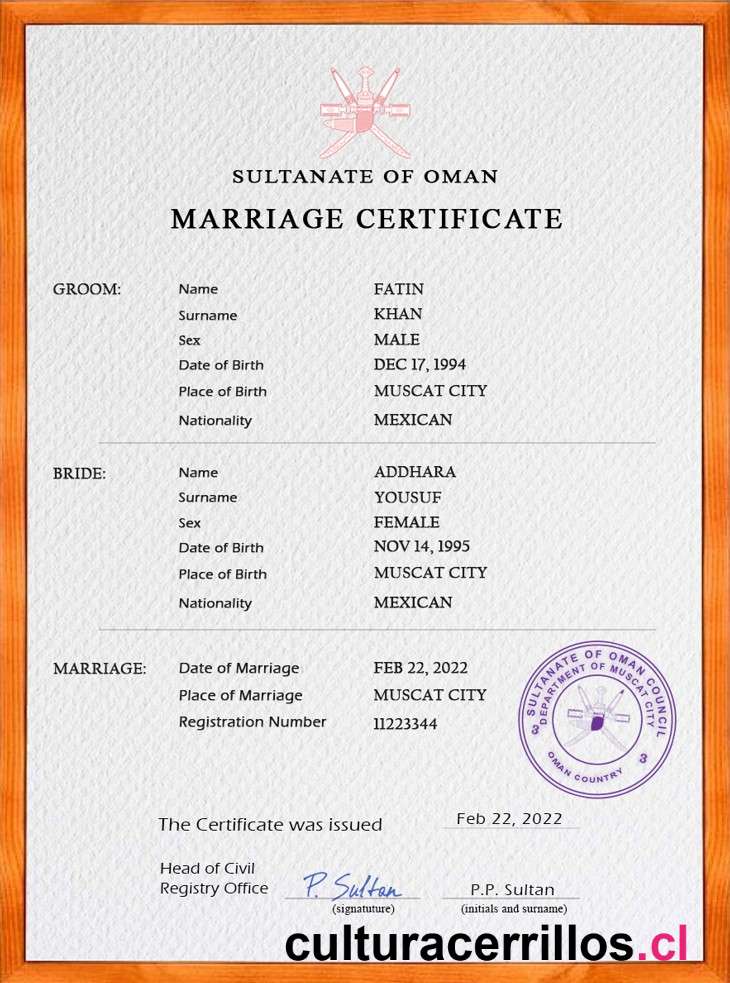 SULTANATE OF OMAN
MARRIAGE CERTIFICATE
GROOM: Name FATIN
Surname KHAN
Sex MALE
Date of Birth DEC 17, 1994
Place of Birth MUSCAT CITY
Nationality MEXICAN
BRIDE: Name ADDHARA
Surname YOUSUF
Sex FEMALE
Date of Birth NOV 14, 1995
Place of Birth MUSCAT CITY
Nationality MEXICAN
MARRIAGE: Date of Marriage FEB 22, 2022
Place of Marriage MUSCAT CITY
Registration Number 11223344
SULTANATE OF OMAN COUNCIL
DEPARTMENT OF MUSCAT CITY
3 3
OMAN COUNTRY
The Certificate was issued Feb 22, 2022
Head of Civil
Registry Office P. Sultan P.P. Sultan
(signatuture) (initials and surname)
culturacerrillos.cl